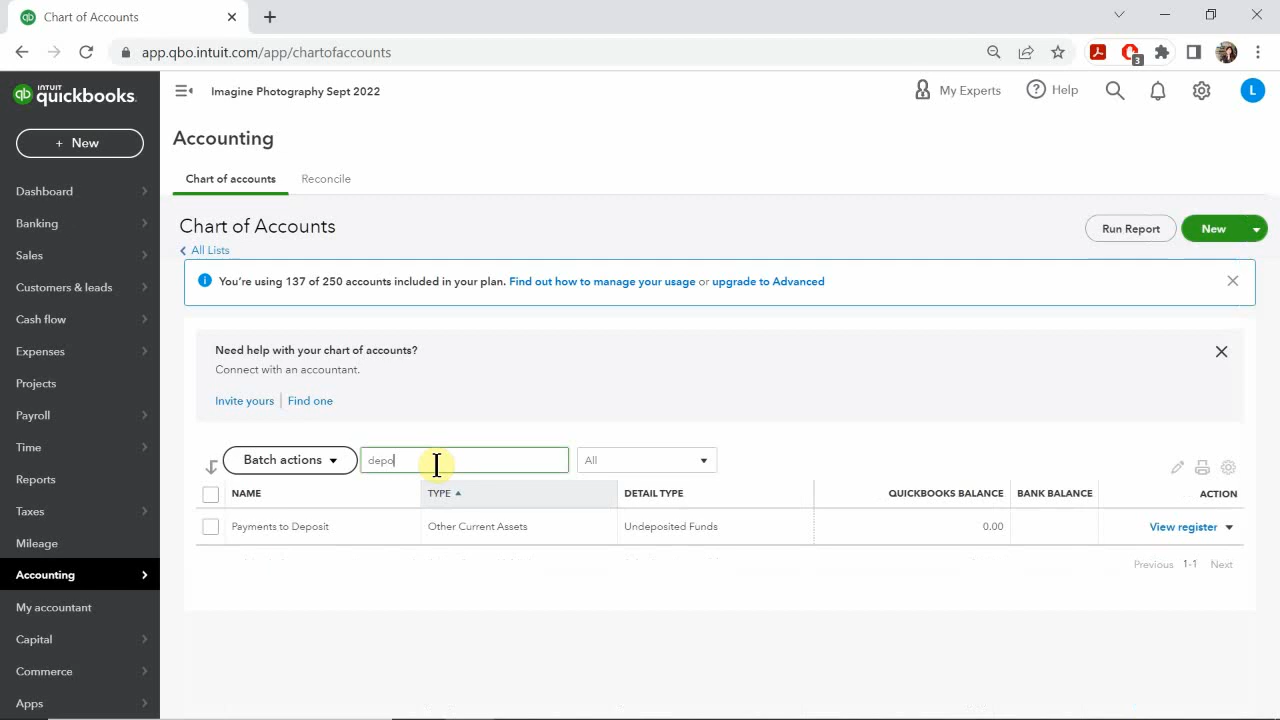 Chart of Accounts
app.qbo.intuit.com/app/chartofaccounts
3
qb INTUIT quickbooks.
Imagine Photography Sept 2022
My Experts
Help
L
+ New
Dashboard
Banking
Sales
Customers & leads
Cash flow
Expenses
Projects
Payroll
Time
Reports
Taxes
Mileage
Accounting
My accountant
Capital
Commerce
Apps
Accounting
Chart of accounts Reconcile
Chart of Accounts
All Lists
Run Report New
You're using 137 of 250 accounts included in your plan. Find out how to manage your usage or upgrade to Advanced
Need help with your chart of accounts?
Connect with an accountant.
Invite yours Find one
Batch actions depo All
NAME TYPE DETAIL TYPE QUICKBOOKS BALANCE BANK BALANCE ACTION
Payments to Deposit Other Current Assets Undeposited Funds 0.00 View register
Previous 1-1 Next